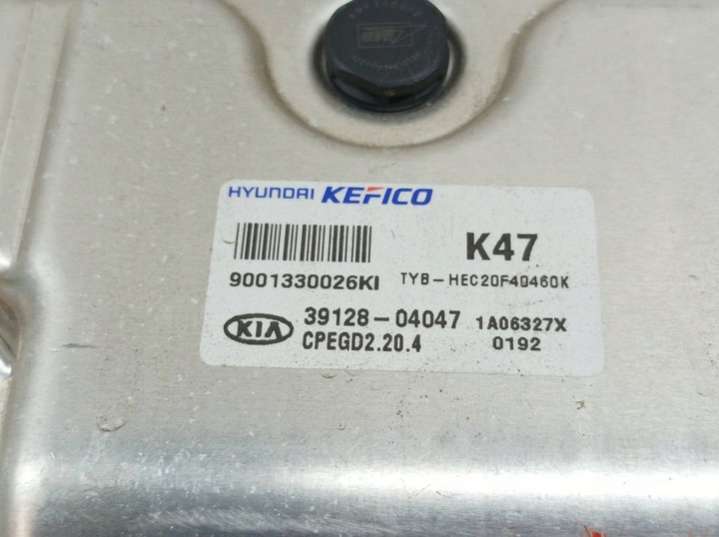 HYUNDAI KEFICO
K47
9001330026KI TYB-HEC20F40460K
KIA 39128-04047 1A06327X
CPEGD2.20.4 0192